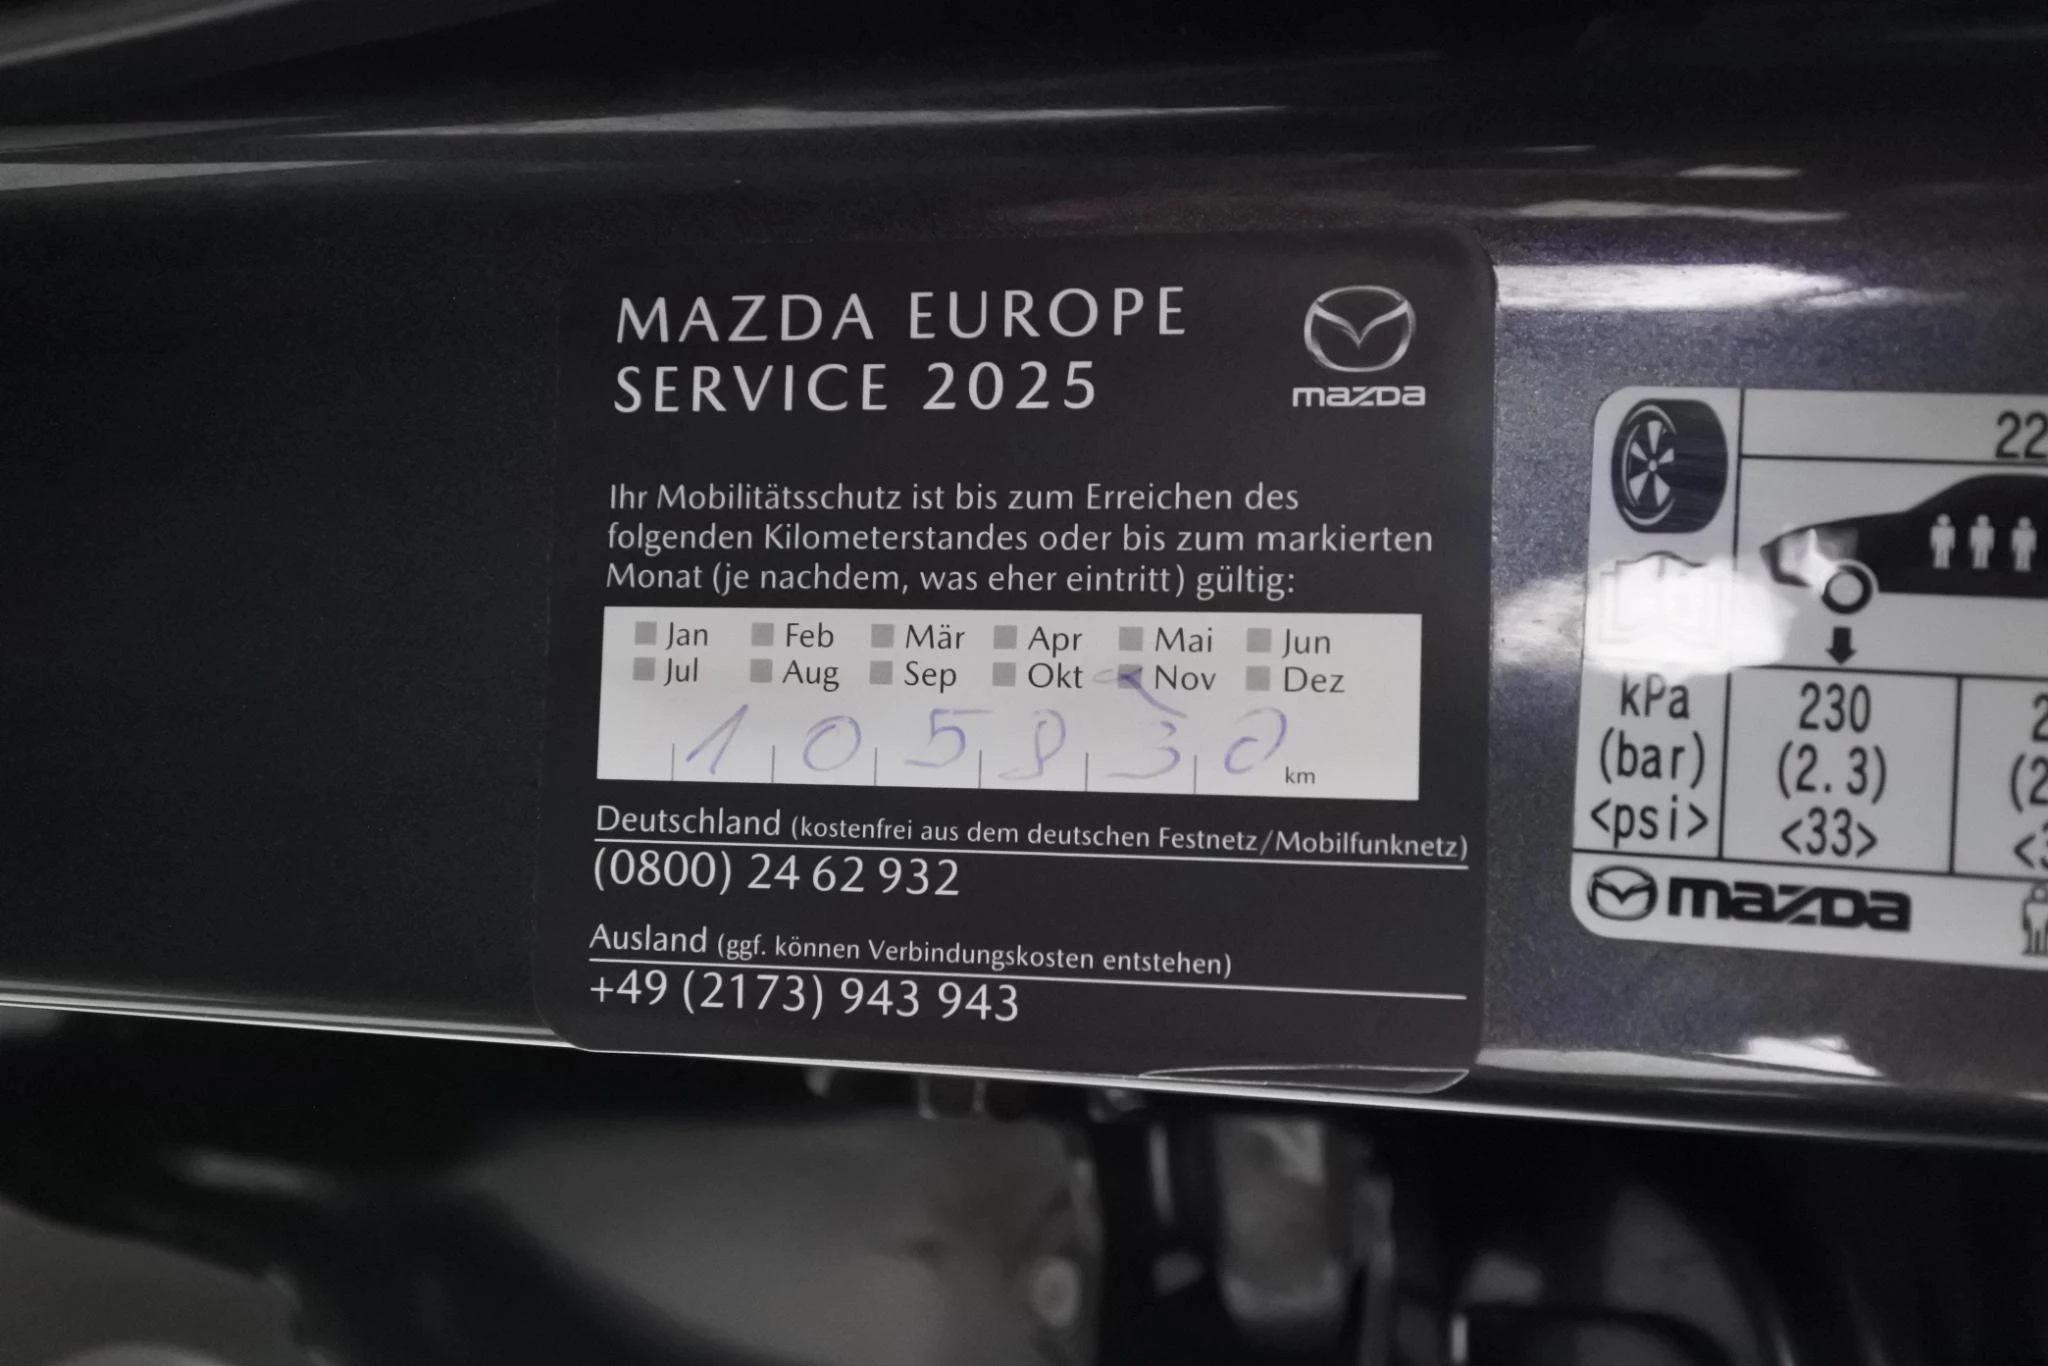 MAZDA EUROPE
SERVICE 2025
mazda
Ihr Mobilitätsschutz ist bis zum Erreichen des
folgenden Kilometerstandes oder bis zum markierten
Monat (je nachdem, was eher eintritt) gültig:
Jan Feb Mär Apr Mai Jun
Jul Aug Sep Okt Nov Dez
105830 km
Deutschland (kostenfrei aus dem deutschen Festnetz/Mobilfunknetz)
(0800) 24 62 932
Ausland (ggf. können Verbindungskosten entstehen)
+49 (2173) 943 943
kPa
(bar)
<psi>
230
(2.3)
<33>
mazda